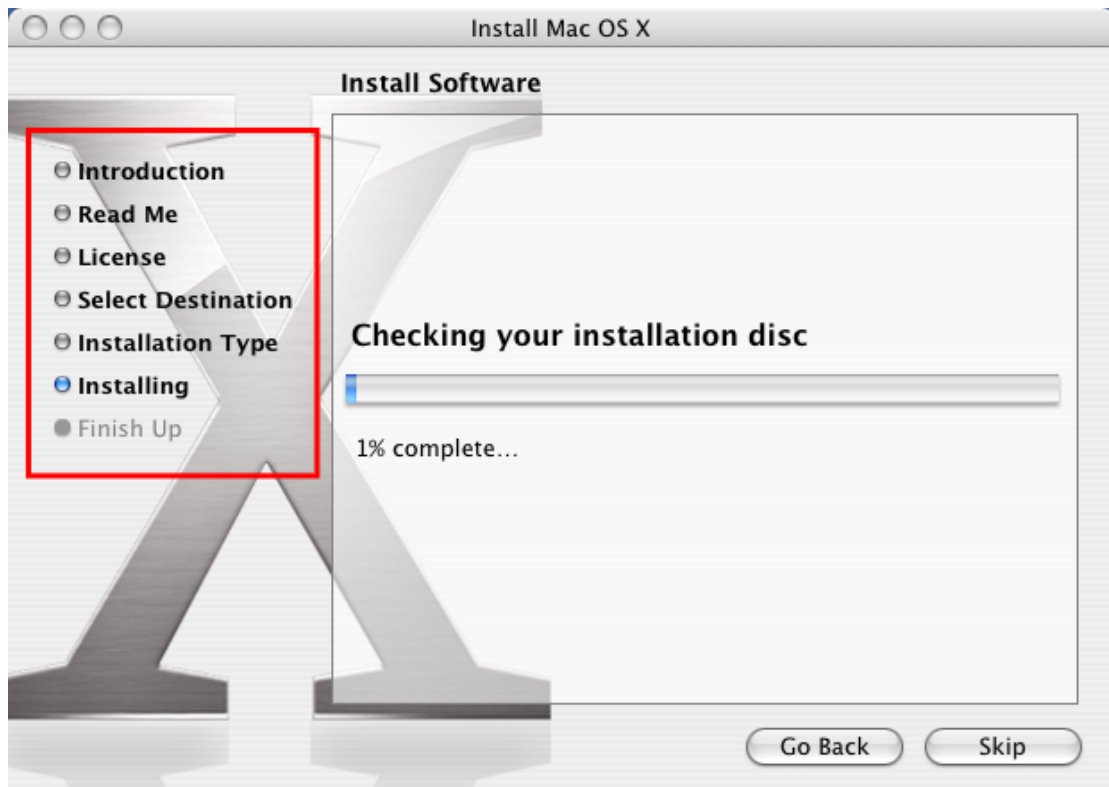 Install Mac OS X
Install Software
Introduction
Read Me
License
Select Destination
Installation Type
Installing
Finish Up
Checking your installation disc
1% complete...
Go Back
Skip